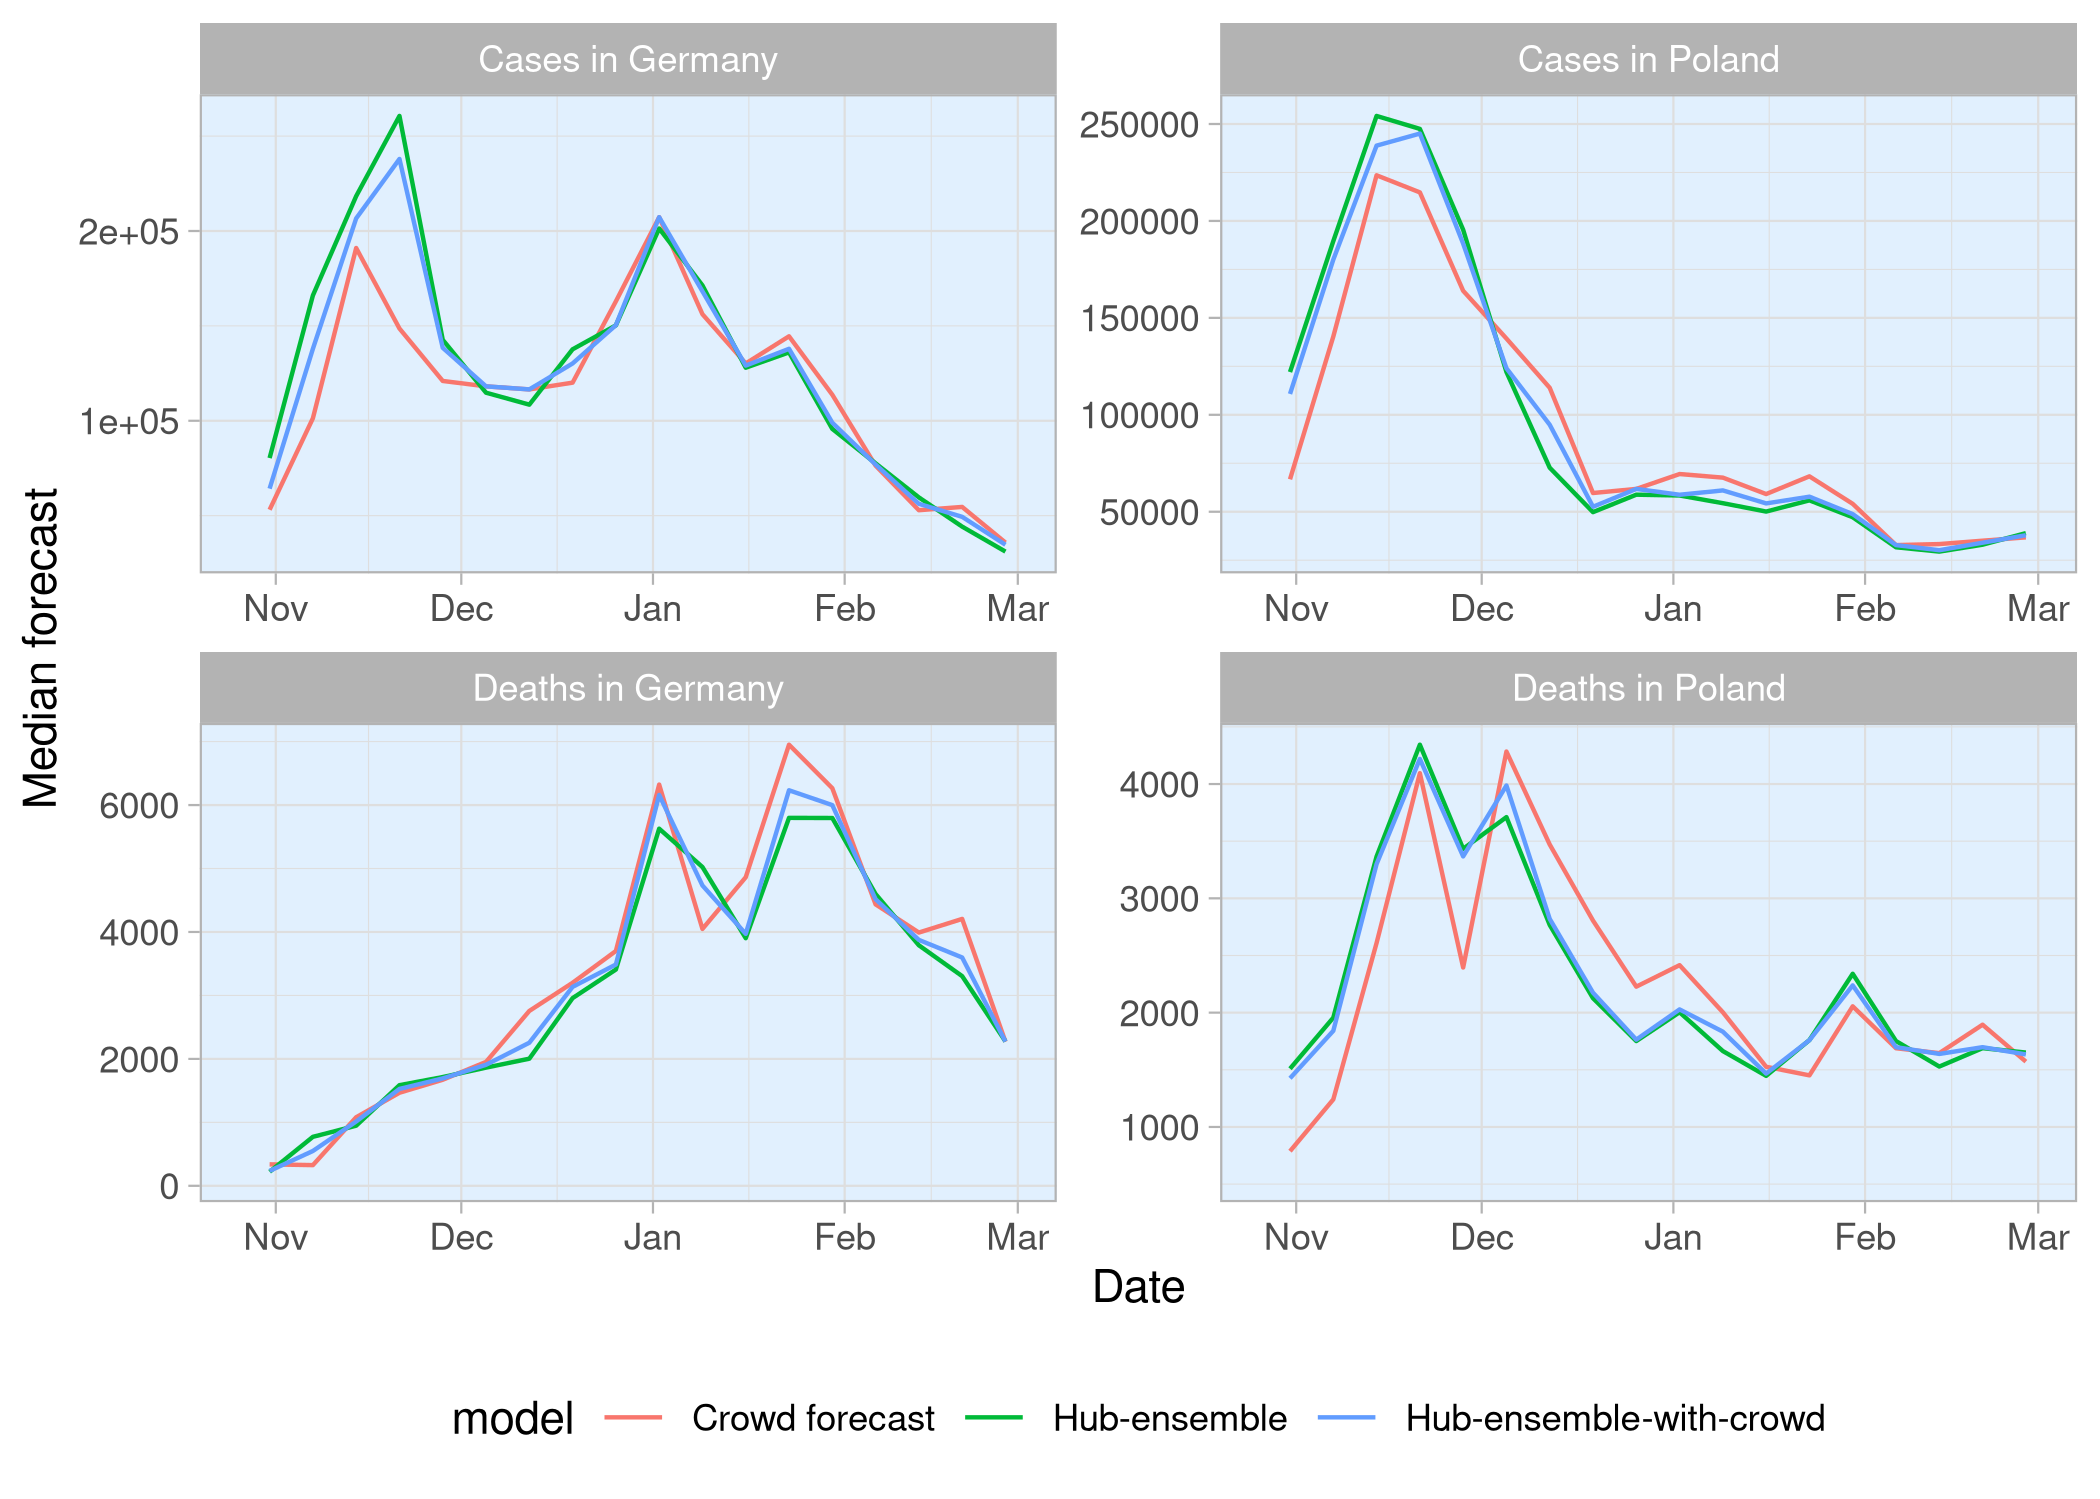 Cases in Germany
Cases in Poland
2e+05
1e+05
Nov Dec Jan Feb Mar
250000
200000
150000
100000
50000
Nov Dec Jan Feb Mar
Median forecast
Deaths in Germany
Deaths in Poland
6000
4000
2000
0
Nov Dec Jan Feb Mar
4000
3000
2000
1000
Nov Dec Jan Feb Mar
Date
model Crowd forecast Hub-ensemble Hub-ensemble-with-crowd